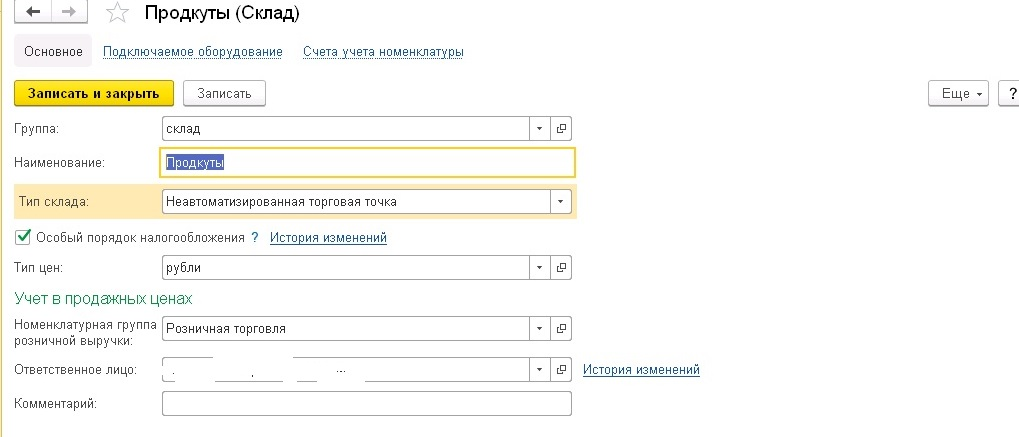 Продкуты (Склад)
Основное Подключаемое оборудование Счета учета номенклатуры
Записать и закрыть Записать Еще ?
Группа: склад
Наименование: Продкуты
Тип склада: Неавтоматизированная торговая точка
Особый порядок налогообложения ? История изменений
Тип цен: рубли
Учет в продажных ценах
Номенклатурная группа
розничной выручки: Розничная торговля
Ответственное лицо: История изменений
Комментарий: